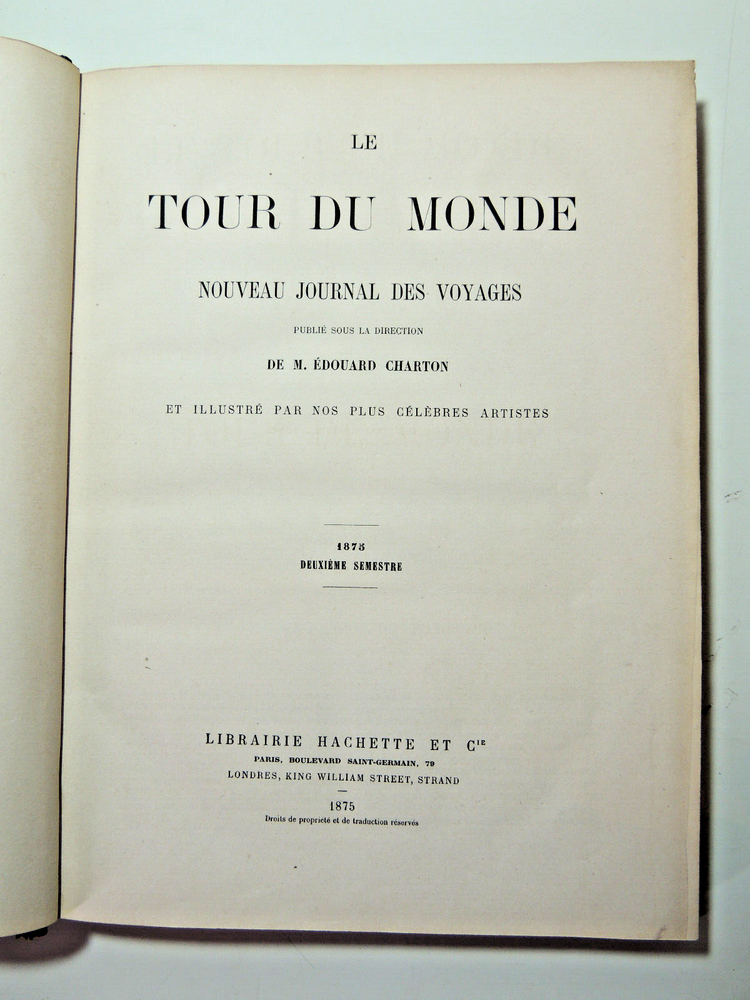 LE
TOUR DU MONDE
NOUVEAU JOURNAL DES VOYAGES
PUBLIÉ SOUS LA DIRECTION
DE M. ÉDOUARD CHARTON
ET ILLUSTRÉ PAR NOS PLUS CÉLÈBRES ARTISTES
1875
DEUXIÈME SEMESTRE
LIBRAIRIE HACHETTE ET CIE
PARIS, BOULEVARD SAINT-GERMAIN, 79
LONDRES, KING WILLIAM STREET, STRAND
1875
Droits de propriété et de traduction réservés